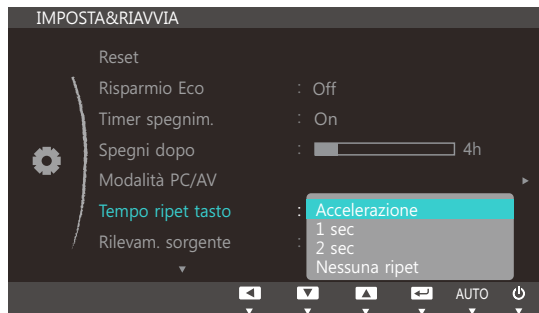 IMPOSTA&RIAVVIA
Reset
Risparmio Eco : Off
Timer spegnim. : On
Spegni dopo : 4h
Modalità PC/AV
Tempo ripet tasto : Accelerazione
1 sec
Rilevam. sorgente : 2 sec
Nessuna ripet
AUTO